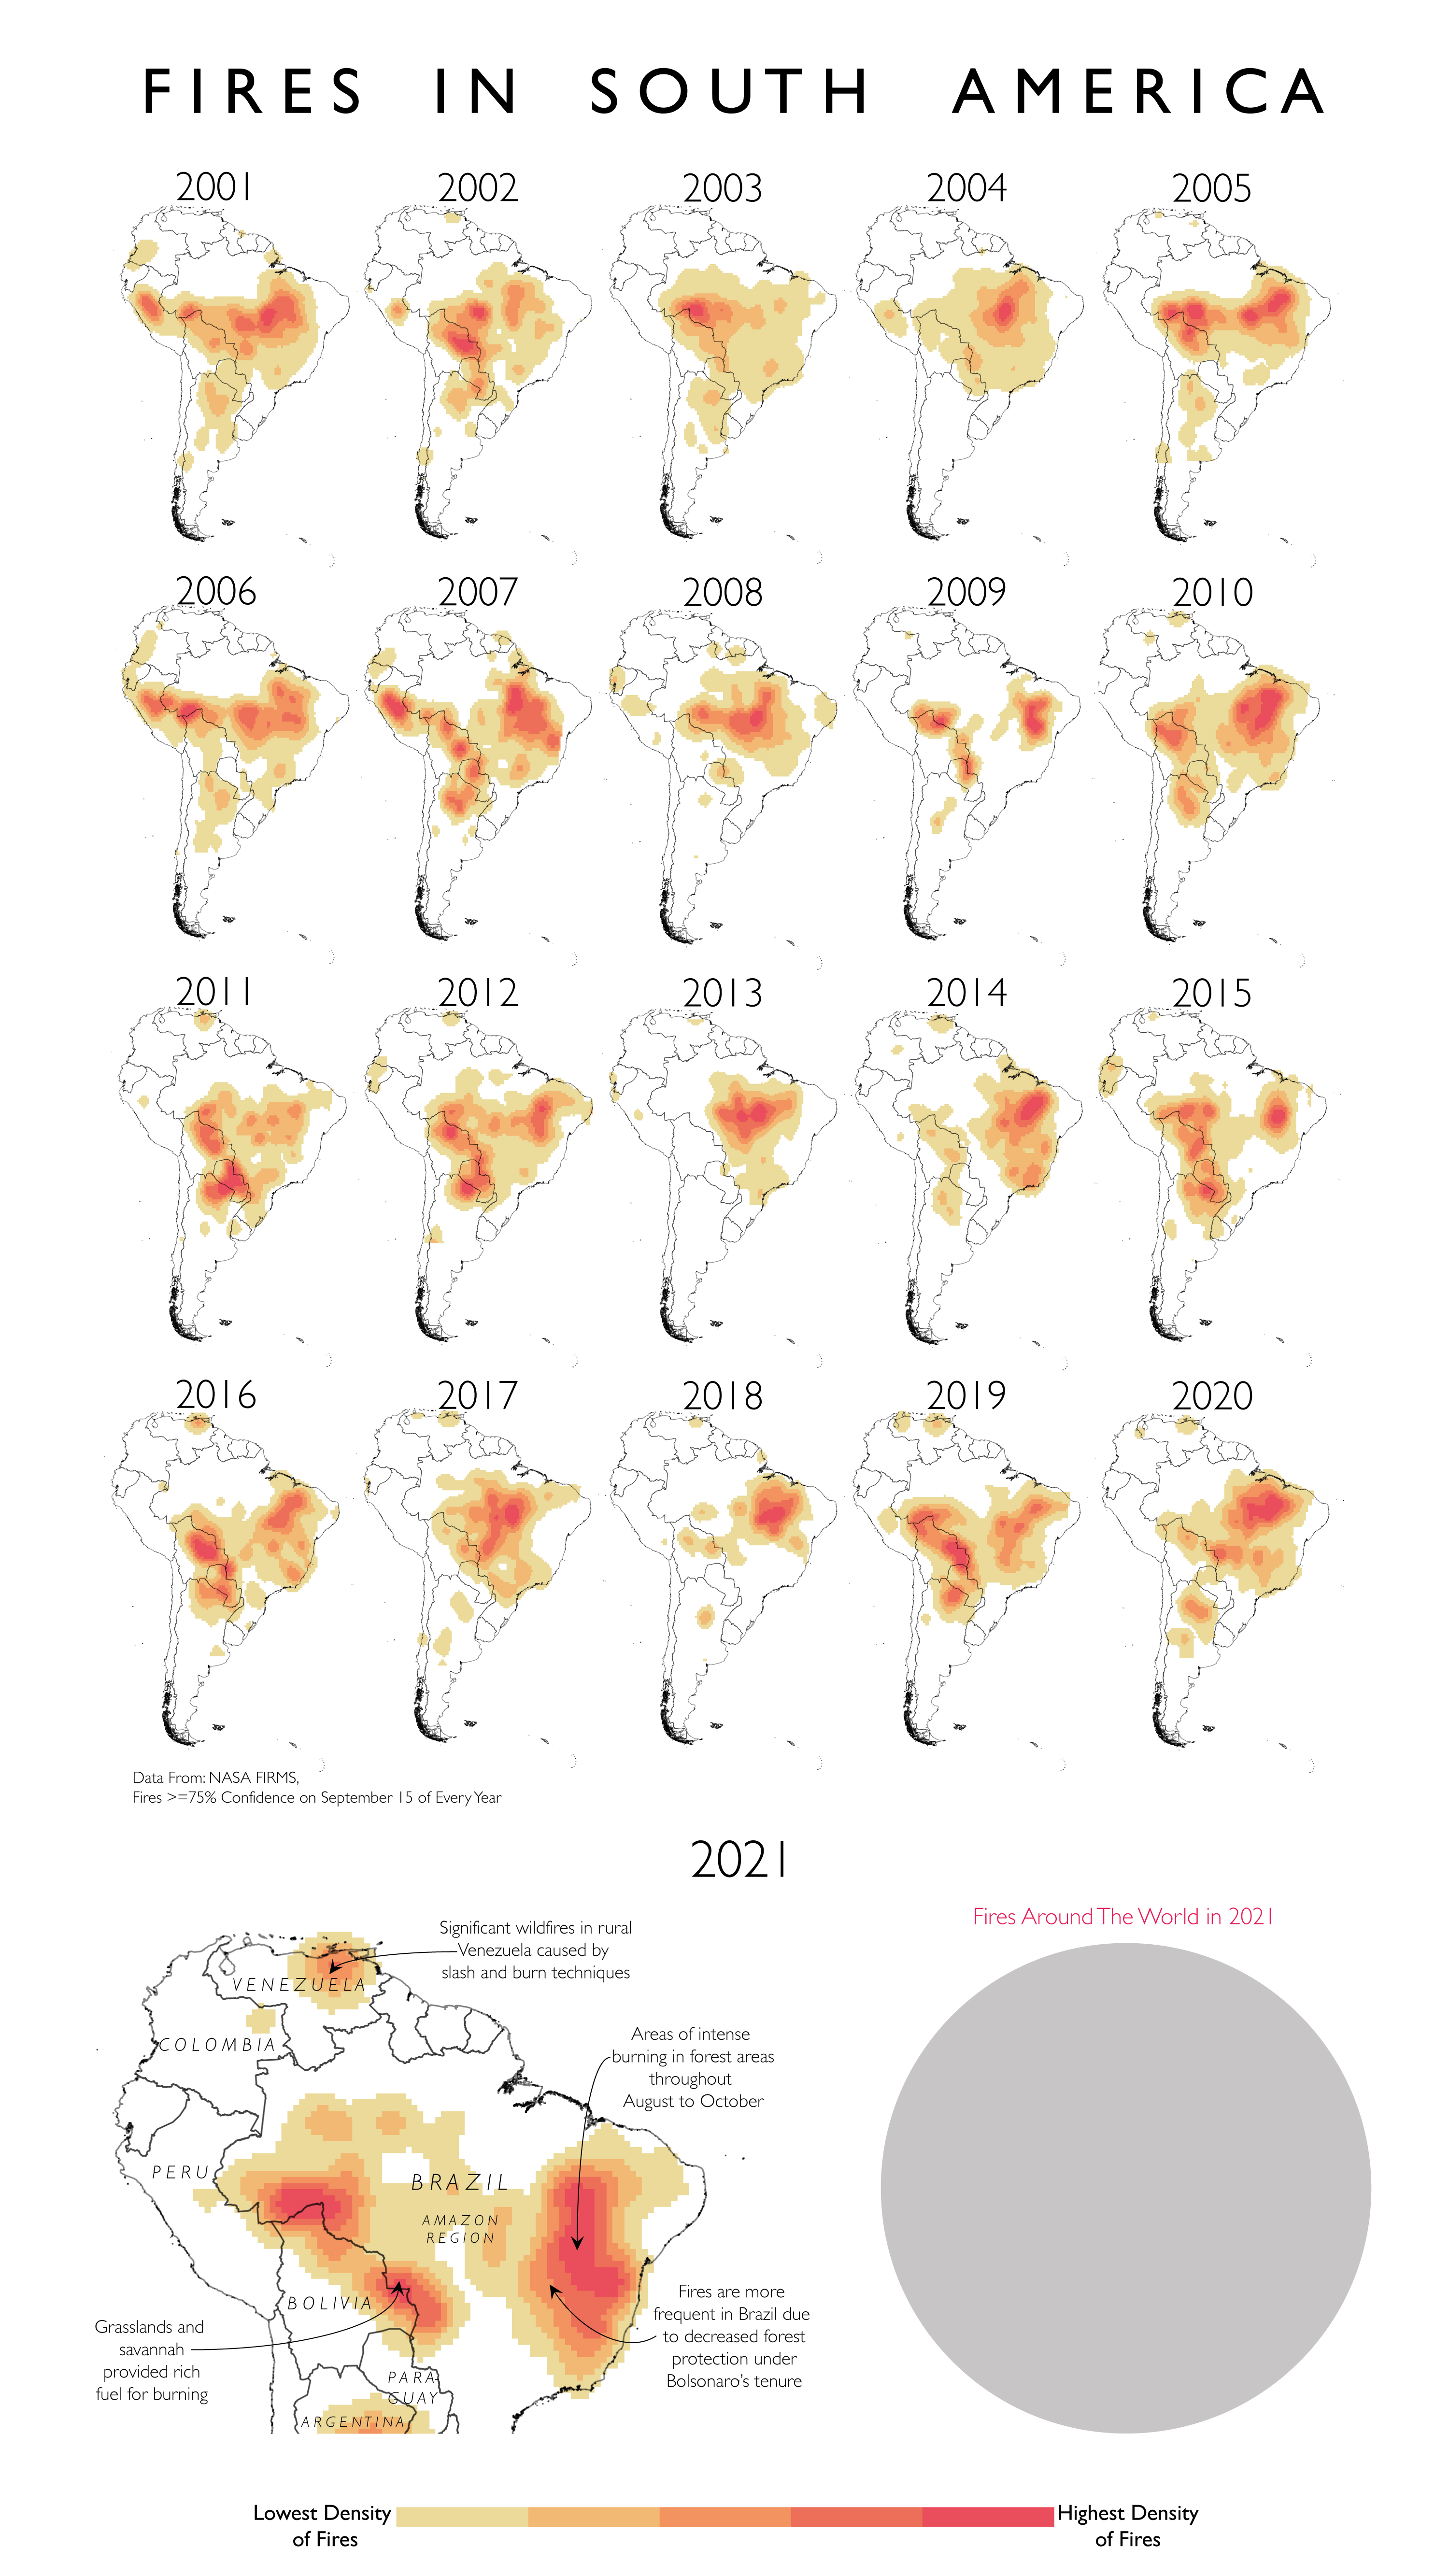 FIRES IN SOUTH AMERICA
2001 2002 2003 2004 2005
2006 2007 2008 2009 2010
2011 2012 2013 2014 2015
2016 2017 2018 2019 2020
Data From: NASA FIRMS,
Fires >=75% Confidence on September 15 of Every Year
2021
Fires Around The World in 2021
Significant wildfires in rural
Venezuela caused by
slash and burn techniques
VENEZUELA
COLOMBIA
Areas of intense
burning in forest areas
throughout
August to October
PERU
BRAZIL
AMAZON
REGION
BOLIVIA
Fires are more
frequent in Brazil due
to decreased forest
protection under
Bolsonaro's tenure
Grasslands and
savannah
provided rich
fuel for burning
PARA-
GUAY
ARGENTINA
Lowest Density
of Fires
Highest Density
of Fires